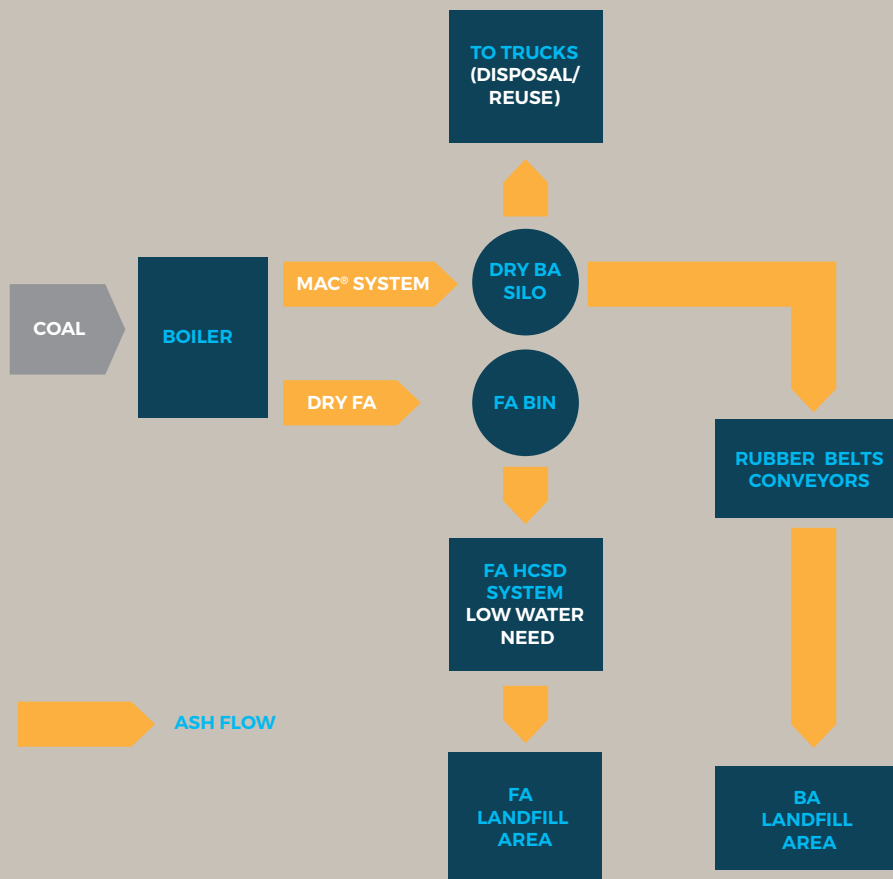 TO TRUCKS
(DISPOSAL/
REUSE)
MAC® SYSTEM
DRY BA
SILO
COAL
BOILER
DRY FA
FA BIN
RUBBER BELTS
CONVEYORS
FA HCSD
SYSTEM
LOW WATER
NEED
ASH FLOW
FA
LANDFILL
AREA
BA
LANDFILL
AREA